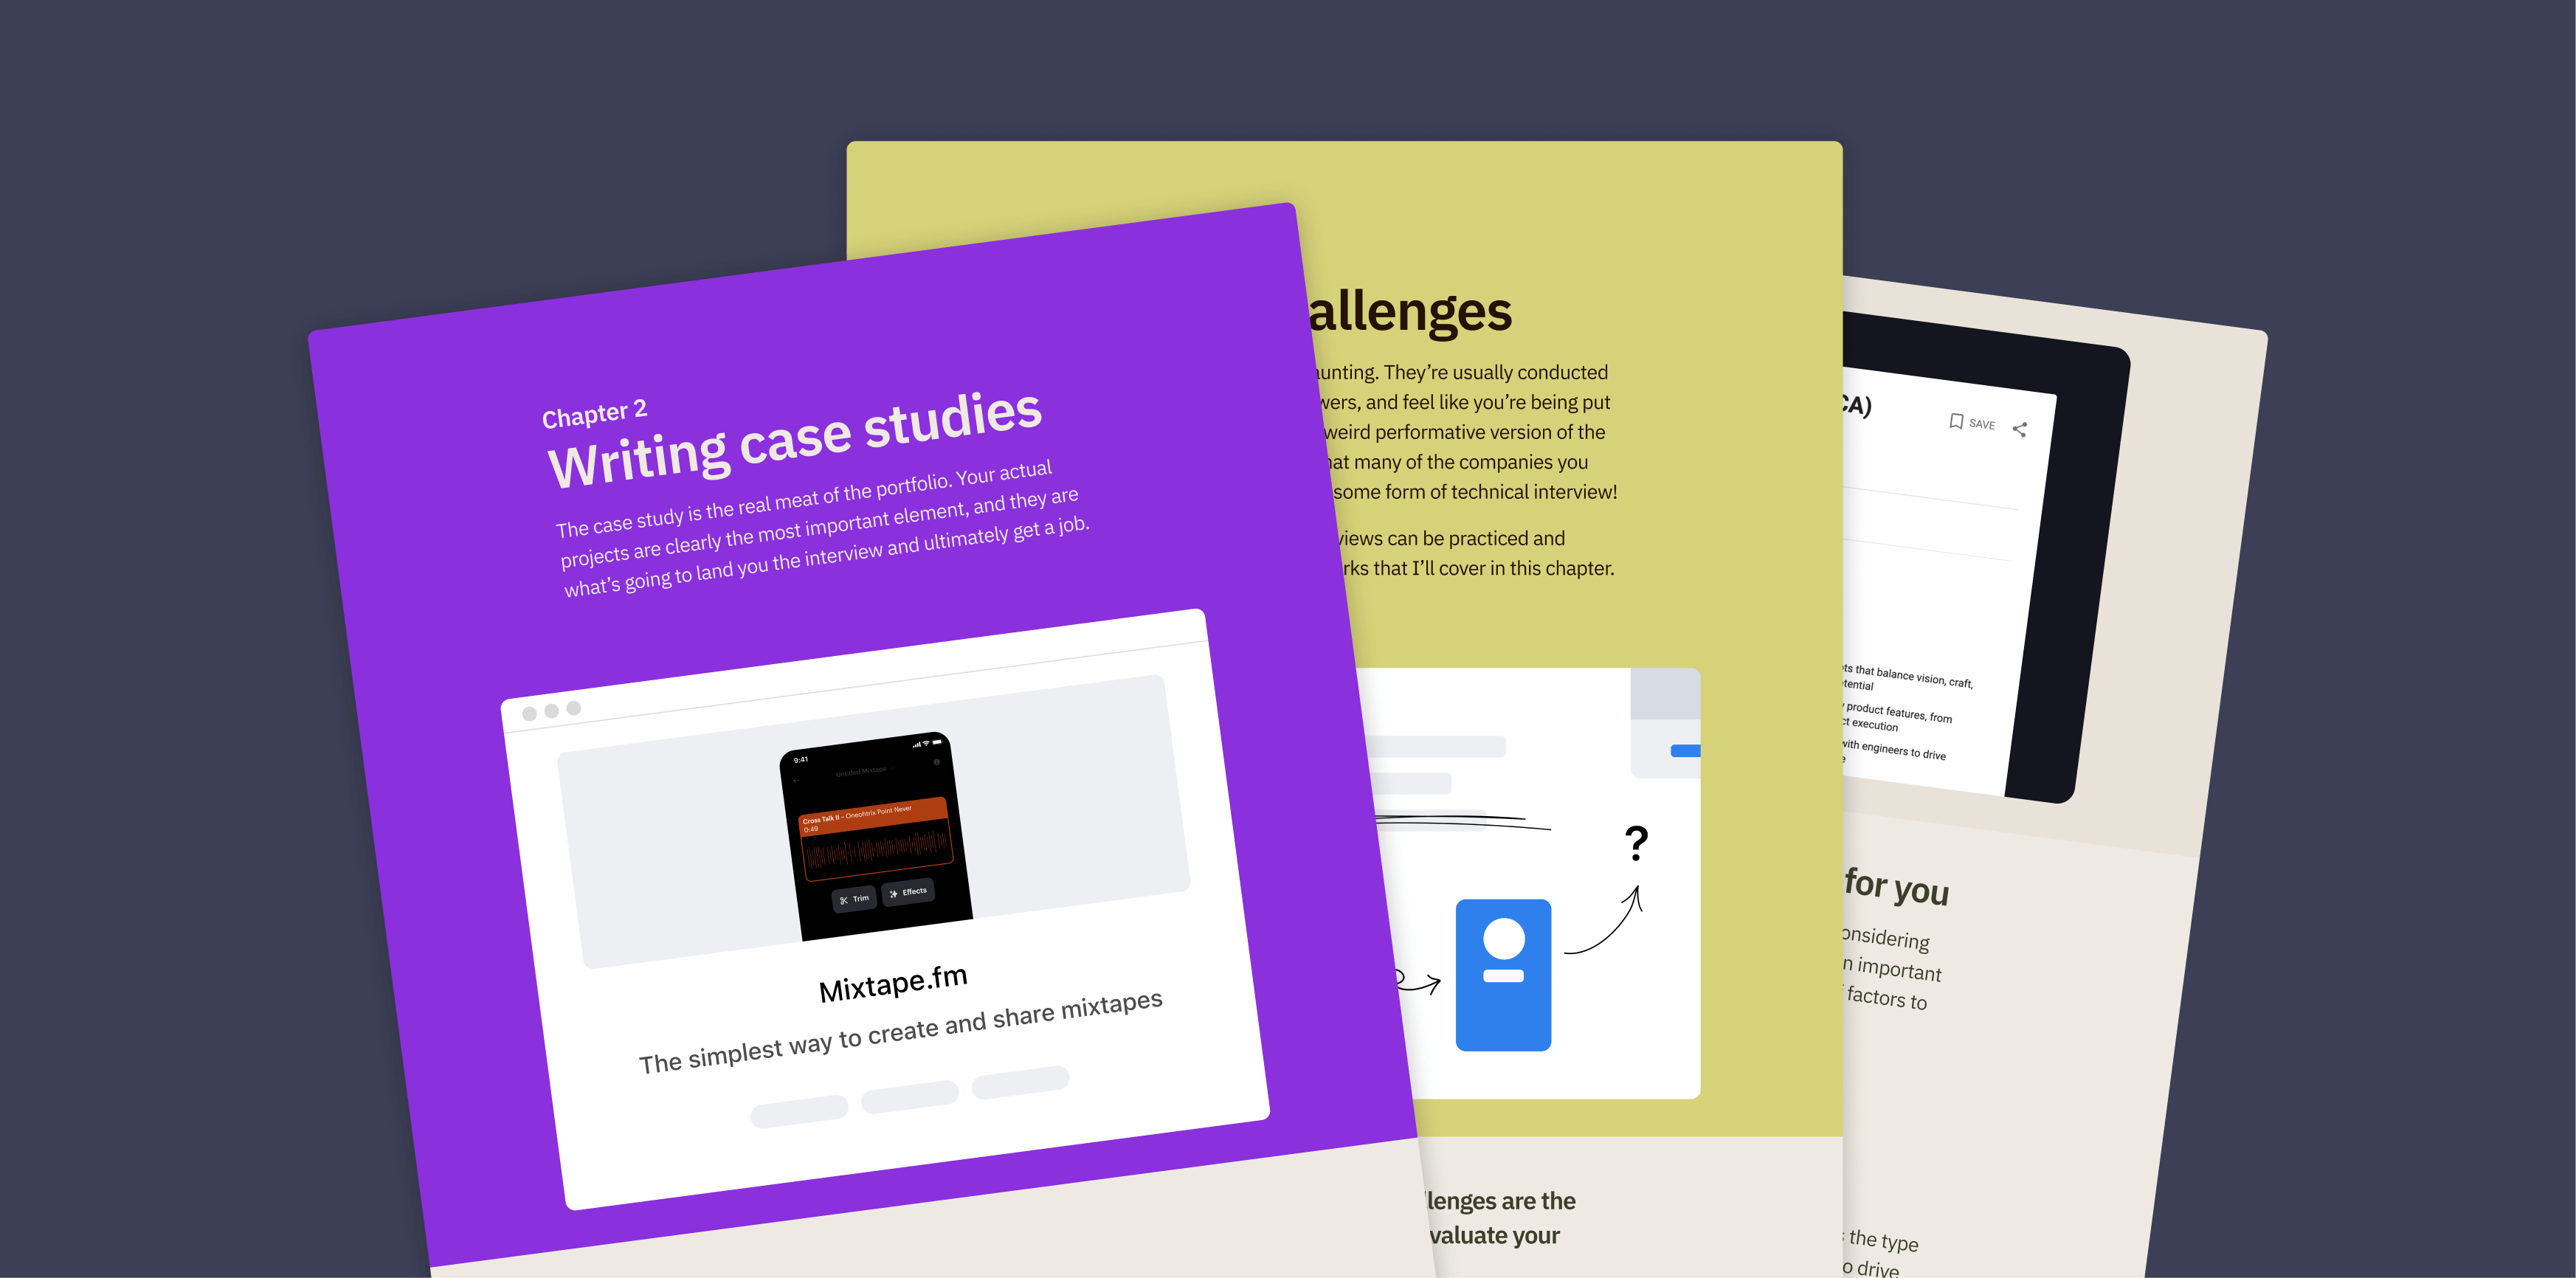 Chapter 2
Writing case studies
The case study is the real meat of the portfolio. Your actual
projects are clearly the most important element, and they are
what’s going to land you the interview and ultimately get a job.
9:41
Untitled Mixtape
Cross Talk II – Oneohtrix Point Never
0:49
Trim
Effects
Mixtape.fm
The simplest way to create and share mixtapes
allenges
unting. They’re usually conducted
wers, and feel like you’re being put
weird performative version of the
at many of the companies you
some form of technical interview!
views can be practiced and
rks that I’ll cover in this chapter.
?
lenges are the
valuate your
CA)
SAVE
ts that balance vision, craft,
tential
product features, from
ct execution
with engineers to drive
e
for you
onsidering
n important
factors to
the type
o drive